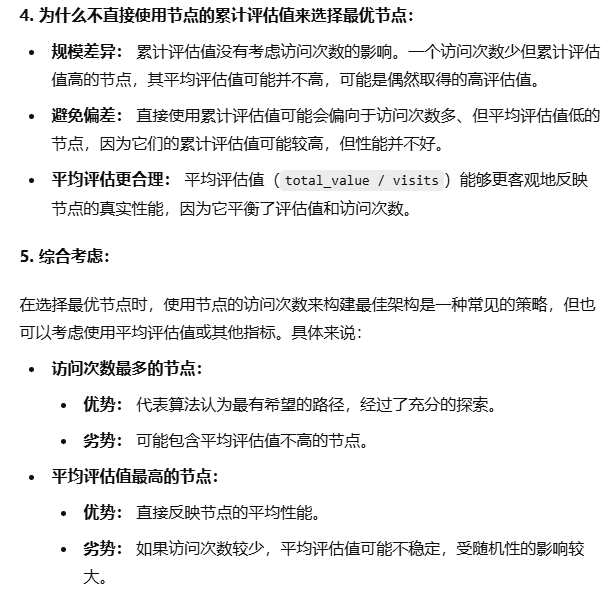 4. 为什么不直接使用节点的累计评估值来选择最优节点：
• 规模差异： 累计评估值没有考虑访问次数的影响。一个访问次数少但累计评估
值高的节点，其平均评估值可能并不高，可能是偶然取得的高评估值。
• 避免偏差： 直接使用累计评估值可能会偏向于访问次数多、但平均评估值低的
节点，因为它们的累计评估值可能较高，但性能并不好。
• 平均评估更合理： 平均评估值（ total_value / visits ）能够更客观地反映
节点的真实性能，因为它平衡了评估值和访问次数。
5. 综合考虑：
在选择最优节点时，使用节点的访问次数来构建最佳架构是一种常见的策略，但也
可以考虑使用平均评估值或其他指标。具体来说：
• 访问次数最多的节点：
• 优势： 代表算法认为最有希望的路径，经过了充分的探索。
• 劣势： 可能包含平均评估值不高的节点。
• 平均评估值最高的节点：
• 优势： 直接反映节点的平均性能。
• 劣势： 如果访问次数较少，平均评估值可能不稳定，受随机性的影响较
大。